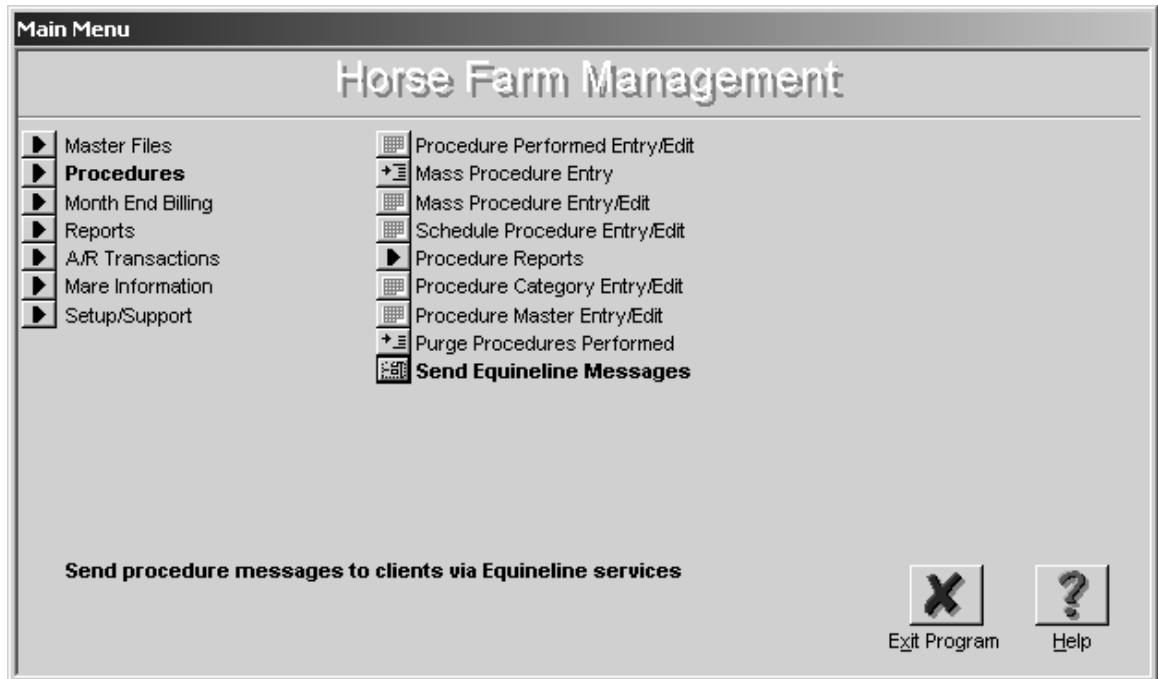 Main Menu
Horse Farm Management
Master Files
Procedures
Month End Billing
Reports
A/R Transactions
Mare Information
Setup/Support
Procedure Performed Entry/Edit
Mass Procedure Entry
Mass Procedure Entry/Edit
Schedule Procedure Entry/Edit
Procedure Reports
Procedure Category Entry/Edit
Procedure Master Entry/Edit
Purge Procedures Performed
Send Equineline Messages
Send procedure messages to clients via Equineline services
Exit Program
Help